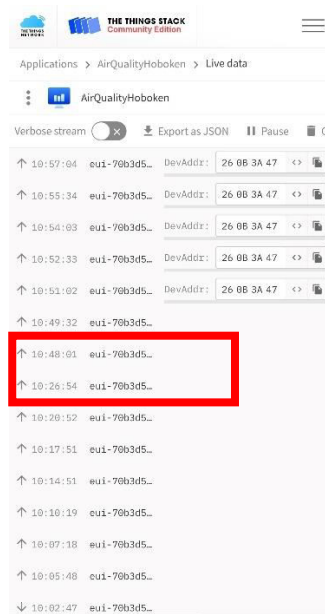 THE THINGS NETWORK
THE THINGS STACK
Community Edition
Applications > AirQualityHoboken > Live data
AirQualityHoboken
Verbose stream Export as JSON Pause
↑ 10:57:04 eui-70b3d5… DevAddr: 26 0B 3A 47
↑ 10:55:34 eui-70b3d5… DevAddr: 26 0B 3A 47
↑ 10:54:03 eui-70b3d5… DevAddr: 26 0B 3A 47
↑ 10:52:33 eui-70b3d5… DevAddr: 26 0B 3A 47
↑ 10:51:02 eui-70b3d5… DevAddr: 26 0B 3A 47
↑ 10:49:32 eui-70b3d5…
↑ 10:48:01 eui-70b3d5…
↑ 10:26:54 eui-70b3d5…
↑ 10:20:52 eui-70b3d5…
↑ 10:17:51 eui-70b3d5…
↑ 10:14:51 eui-70b3d5…
↑ 10:10:19 eui-70b3d5…
↑ 10:07:18 eui-70b3d5…
↑ 10:05:48 eui-70b3d5…
↓ 10:02:47 eui-70b3d5…